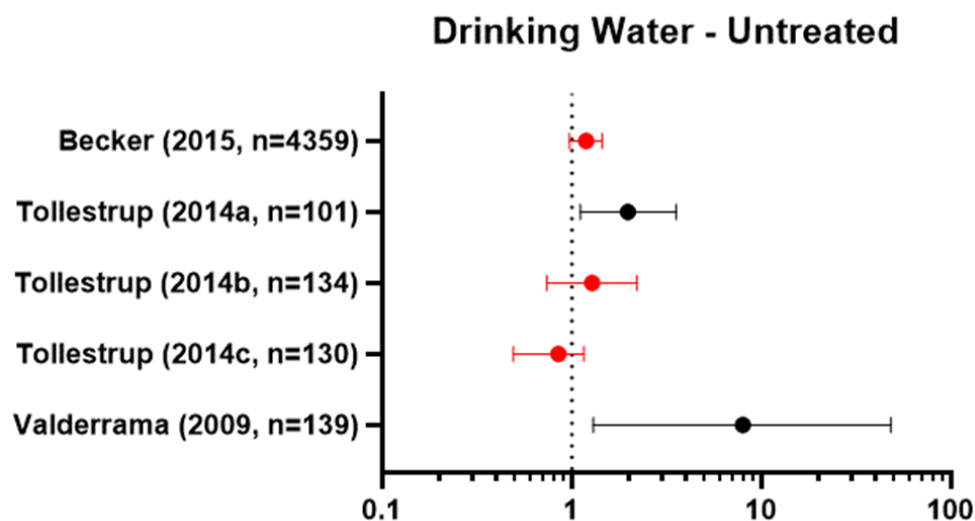 Drinking Water - Untreated
Becker (2015, n=4359)
Tollestrup (2014a, n=101)
Tollestrup (2014b, n=134)
Tollestrup (2014c, n=130)
Valderrama (2009, n=139)
0.1 1 10 100